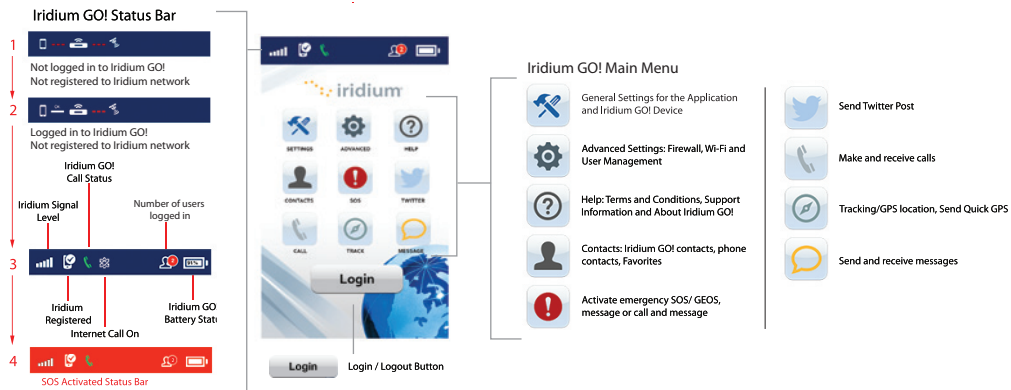 Iridium GO! Status Bar
1
Not logged in to Iridium GO!
Not registered to Iridium network
2
Logged in to Iridium GO!
Not registered to Iridium network
Iridium GO!
Call Status
Iridium Signal
Level
Number of users
logged in
3
Iridium
Registered
Internet Call On
Iridium GO
Battery Stat
4
SOS Activated Status Bar
iridium
SETTINGS
ADVANCED
HELP
CONTACTS
SOS
TWITTER
CALL
TRACK
MESSAGE
Login
Login
Login / Logout Button
Iridium GO! Main Menu
General Settings for the Application
and Iridium GO! Device
Advanced Settings: Firewall, Wi-Fi and
User Management
Help: Terms and Conditions, Support
Information and About Iridium GO!
Contacts: Iridium GO! contacts, phone
contacts, Favorites
Activate emergency SOS/ GEOS,
message or call and message
Send Twitter Post
Make and receive calls
Tracking/GPS location, Send Quick GPS
Send and receive messages